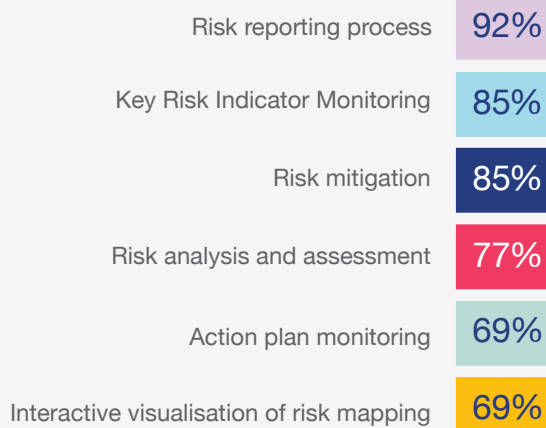 Risk reporting process 92%
Key Risk Indicator Monitoring 85%
Risk mitigation 85%
Risk analysis and assessment 77%
Action plan monitoring 69%
Interactive visualisation of risk mapping 69%